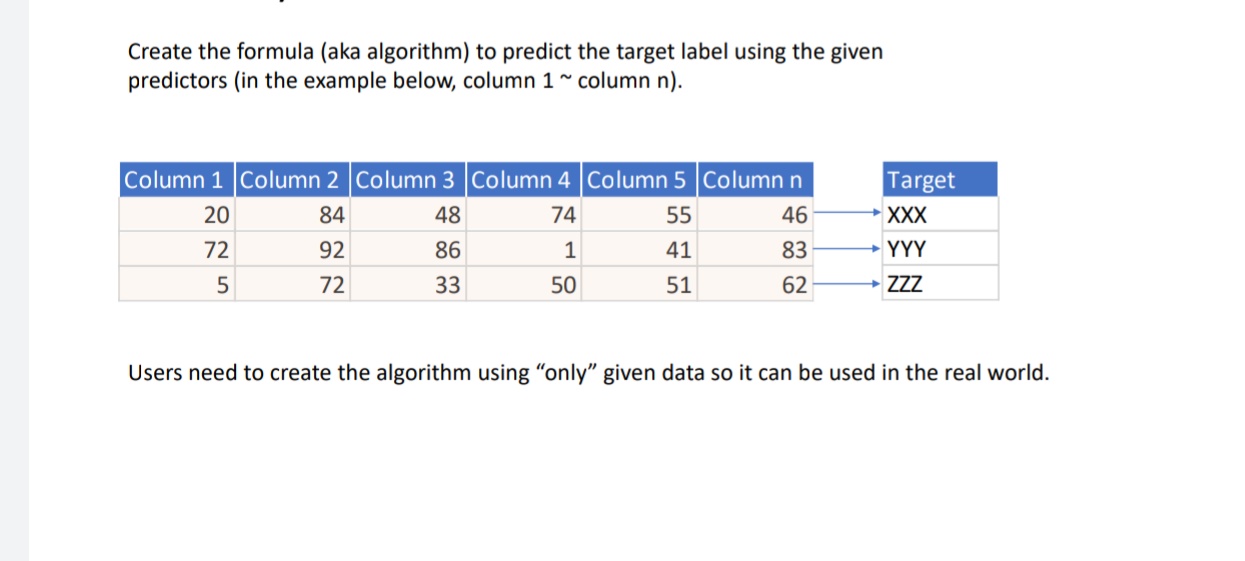 Create the formula (aka algorithm) to predict the target label using the given
predictors (in the example below, column 1 ~ column n).
Column 1 Column 2 Column 3 Column 4 Column 5 Column n Target
20 84 48 74 55 46 XXX
72 92 86 1 41 83 YYY
5 72 33 50 51 62 ZZZ
Users need to create the algorithm using “only” given data so it can be used in the real world.